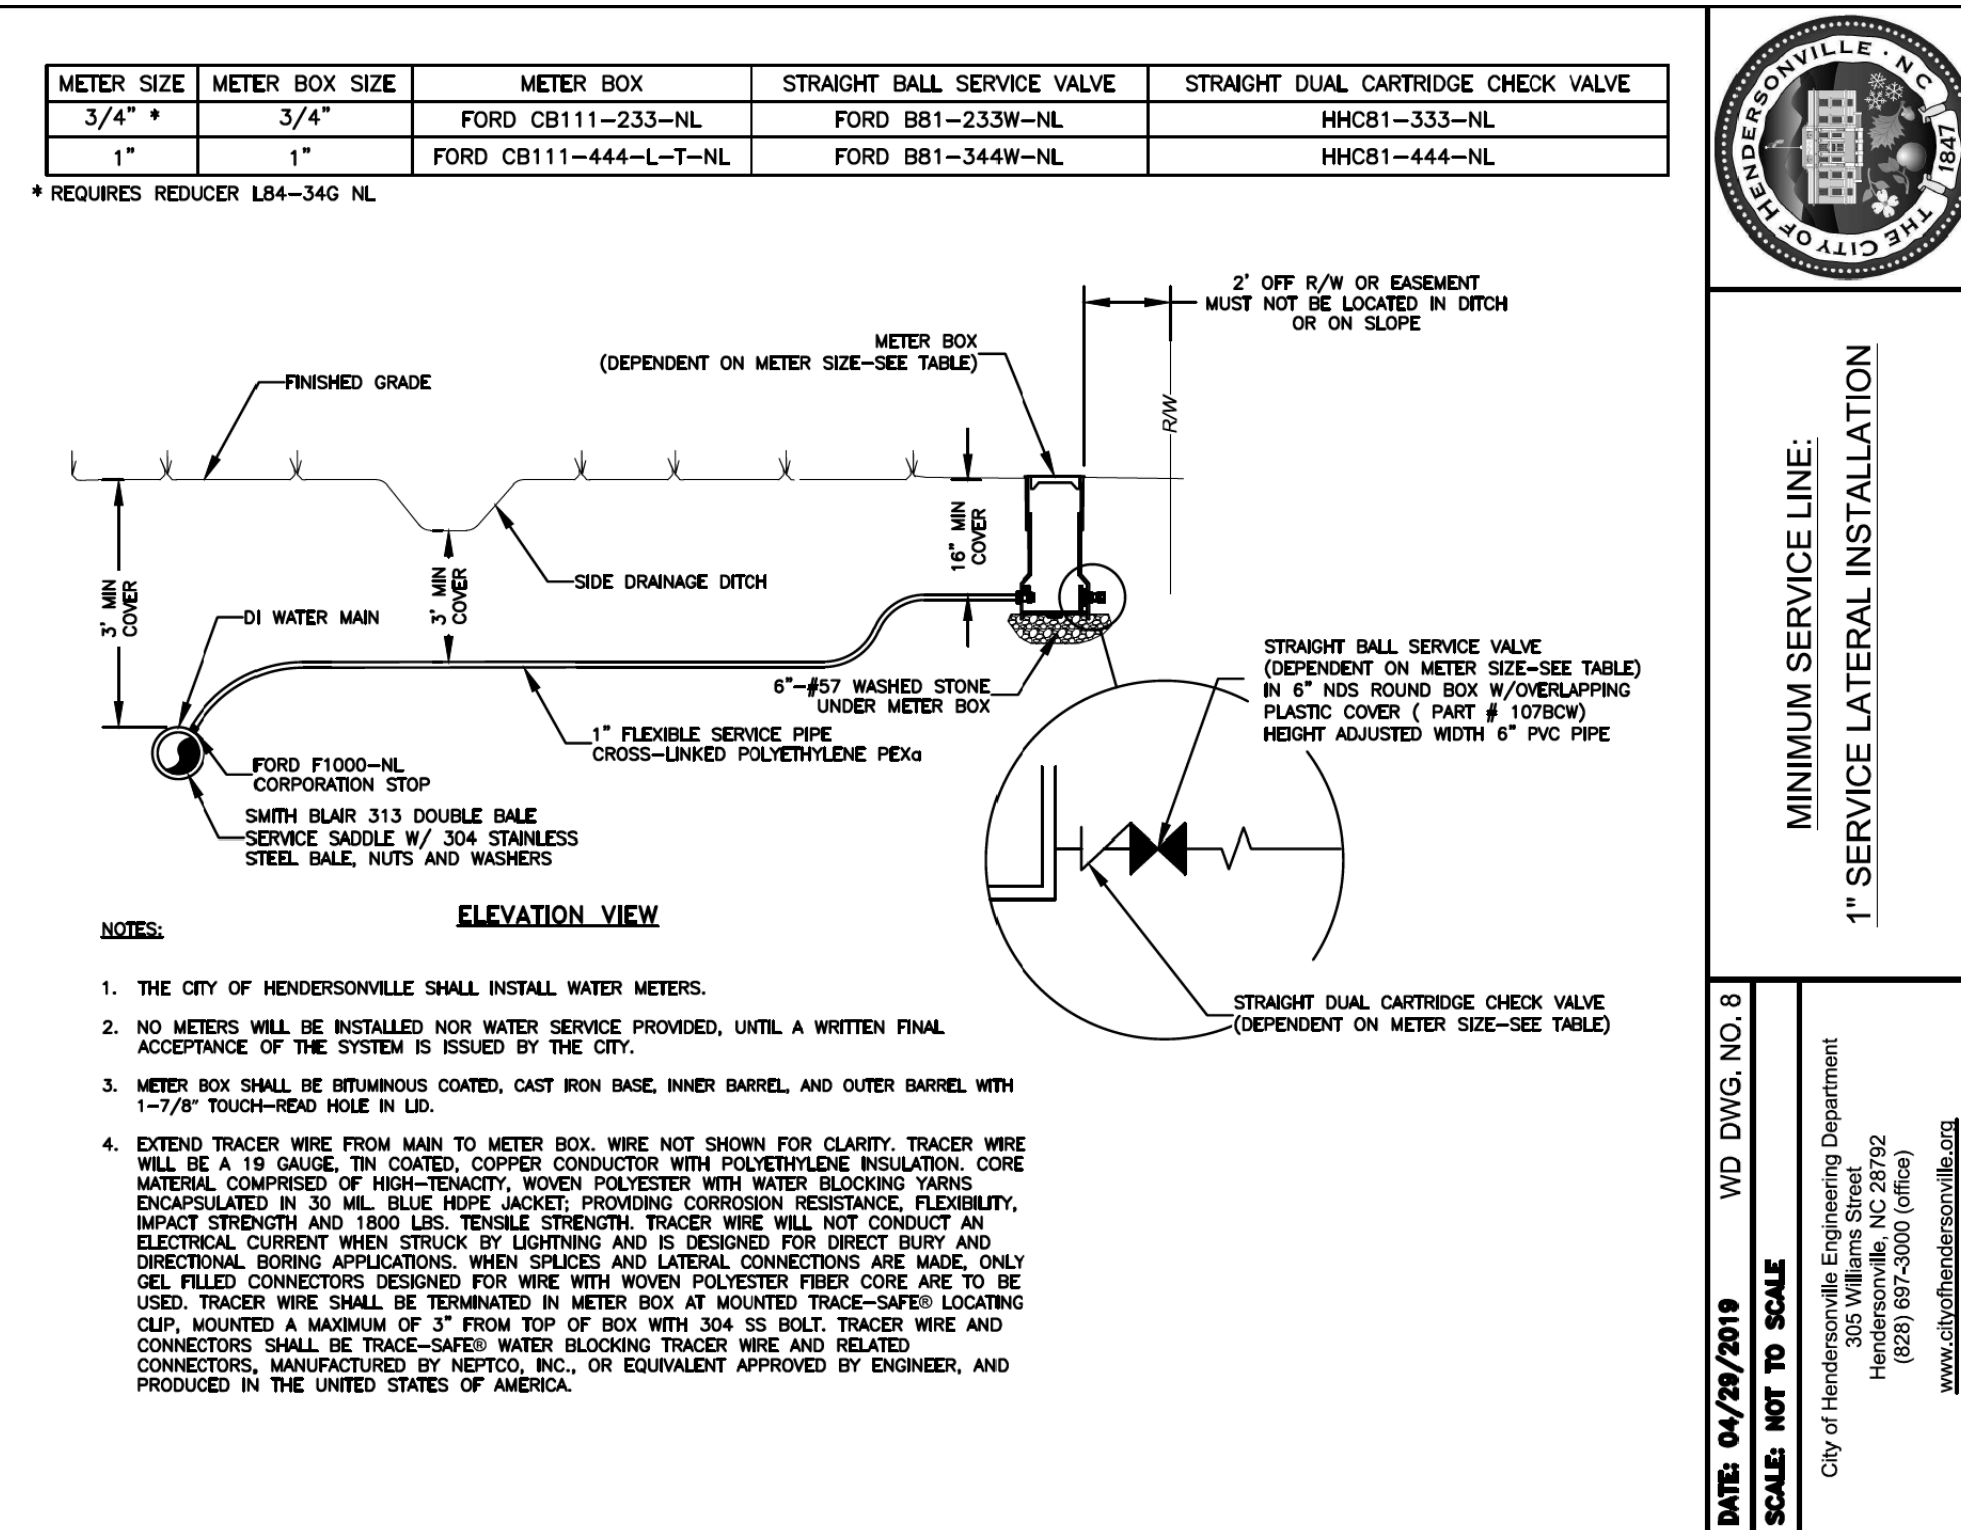 METER SIZE METER BOX SIZE METER BOX STRAIGHT BALL SERVICE VALVE STRAIGHT DUAL CARTRIDGE CHECK VALVE
3/4" * 3/4" FORD CB111-233-NL FORD B81-233W-NL HHC81-333-NL
1" 1" FORD CB111-444-L-T-NL FORD B81-344W-NL HHC81-444-NL
* REQUIRES REDUCER L84-34G NL
2' OFF R/W OR EASEMENT
MUST NOT BE LOCATED IN DITCH
OR ON SLOPE
METER BOX
(DEPENDENT ON METER SIZE-SEE TABLE)
FINISHED GRADE
R/W
16" MIN
COVER
3' MIN
COVER
3' MIN
COVER
SIDE DRAINAGE DITCH
DI WATER MAIN
STRAIGHT BALL SERVICE VALVE
(DEPENDENT ON METER SIZE-SEE TABLE)
IN 6" NDS ROUND BOX W/OVERLAPPING
PLASTIC COVER ( PART # 107BCW)
HEIGHT ADJUSTED WIDTH 6" PVC PIPE
6"-#57 WASHED STONE
UNDER METER BOX
1" FLEXIBLE SERVICE PIPE
CROSS-LINKED POLYETHYLENE PEXa
FORD F1000-NL
CORPORATION STOP
SMITH BLAIR 313 DOUBLE BALE
SERVICE SADDLE W/ 304 STAINLESS
STEEL BALE, NUTS AND WASHERS
ELEVATION VIEW
STRAIGHT DUAL CARTRIDGE CHECK VALVE
(DEPENDENT ON METER SIZE-SEE TABLE)
NOTES:
1. THE CITY OF HENDERSONVILLE SHALL INSTALL WATER METERS.
2. NO METERS WILL BE INSTALLED NOR WATER SERVICE PROVIDED, UNTIL A WRITTEN FINAL
ACCEPTANCE OF THE SYSTEM IS ISSUED BY THE CITY.
3. METER BOX SHALL BE BITUMINOUS COATED, CAST IRON BASE, INNER BARREL, AND OUTER BARREL WITH
1-7/8" TOUCH-READ HOLE IN LID.
4. EXTEND TRACER WIRE FROM MAIN TO METER BOX. WIRE NOT SHOWN FOR CLARITY. TRACER WIRE
WILL BE A 19 GAUGE, TIN COATED, COPPER CONDUCTOR WITH POLYETHYLENE INSULATION. CORE
MATERIAL COMPRISED OF HIGH-TENACITY, WOVEN POLYESTER WITH WATER BLOCKING YARNS
ENCAPSULATED IN 30 MIL. BLUE HDPE JACKET; PROVIDING CORROSION RESISTANCE, FLEXIBILITY,
IMPACT STRENGTH AND 1800 LBS. TENSILE STRENGTH. TRACER WIRE WILL NOT CONDUCT AN
ELECTRICAL CURRENT WHEN STRUCK BY LIGHTNING AND IS DESIGNED FOR DIRECT BURY AND
DIRECTIONAL BORING APPLICATIONS. WHEN SPLICES AND LATERAL CONNECTIONS ARE MADE, ONLY
GEL FILLED CONNECTORS DESIGNED FOR WIRE WITH WOVEN POLYESTER FIBER CORE ARE TO BE
USED. TRACER WIRE SHALL BE TERMINATED IN METER BOX AT MOUNTED TRACE-SAFE® LOCATING
CLIP, MOUNTED A MAXIMUM OF 3" FROM TOP OF BOX WITH 304 SS BOLT. TRACER WIRE AND
CONNECTORS SHALL BE TRACE-SAFE® WATER BLOCKING TRACER WIRE AND RELATED
CONNECTORS, MANUFACTURED BY NEPTCO, INC., OR EQUIVALENT APPROVED BY ENGINEER, AND
PRODUCED IN THE UNITED STATES OF AMERICA.
THE CITY OF HENDERSONVILLE · NC
1847
MINIMUM SERVICE LINE:
1" SERVICE LATERAL INSTALLATION
DATE: 04/29/2019 WD DWG. NO. 8
SCALE: NOT TO SCALE
City of Hendersonville Engineering Department
305 Williams Street
Hendersonville, NC 28792
(828) 697-3000 (office)
www.cityofhendersonville.org